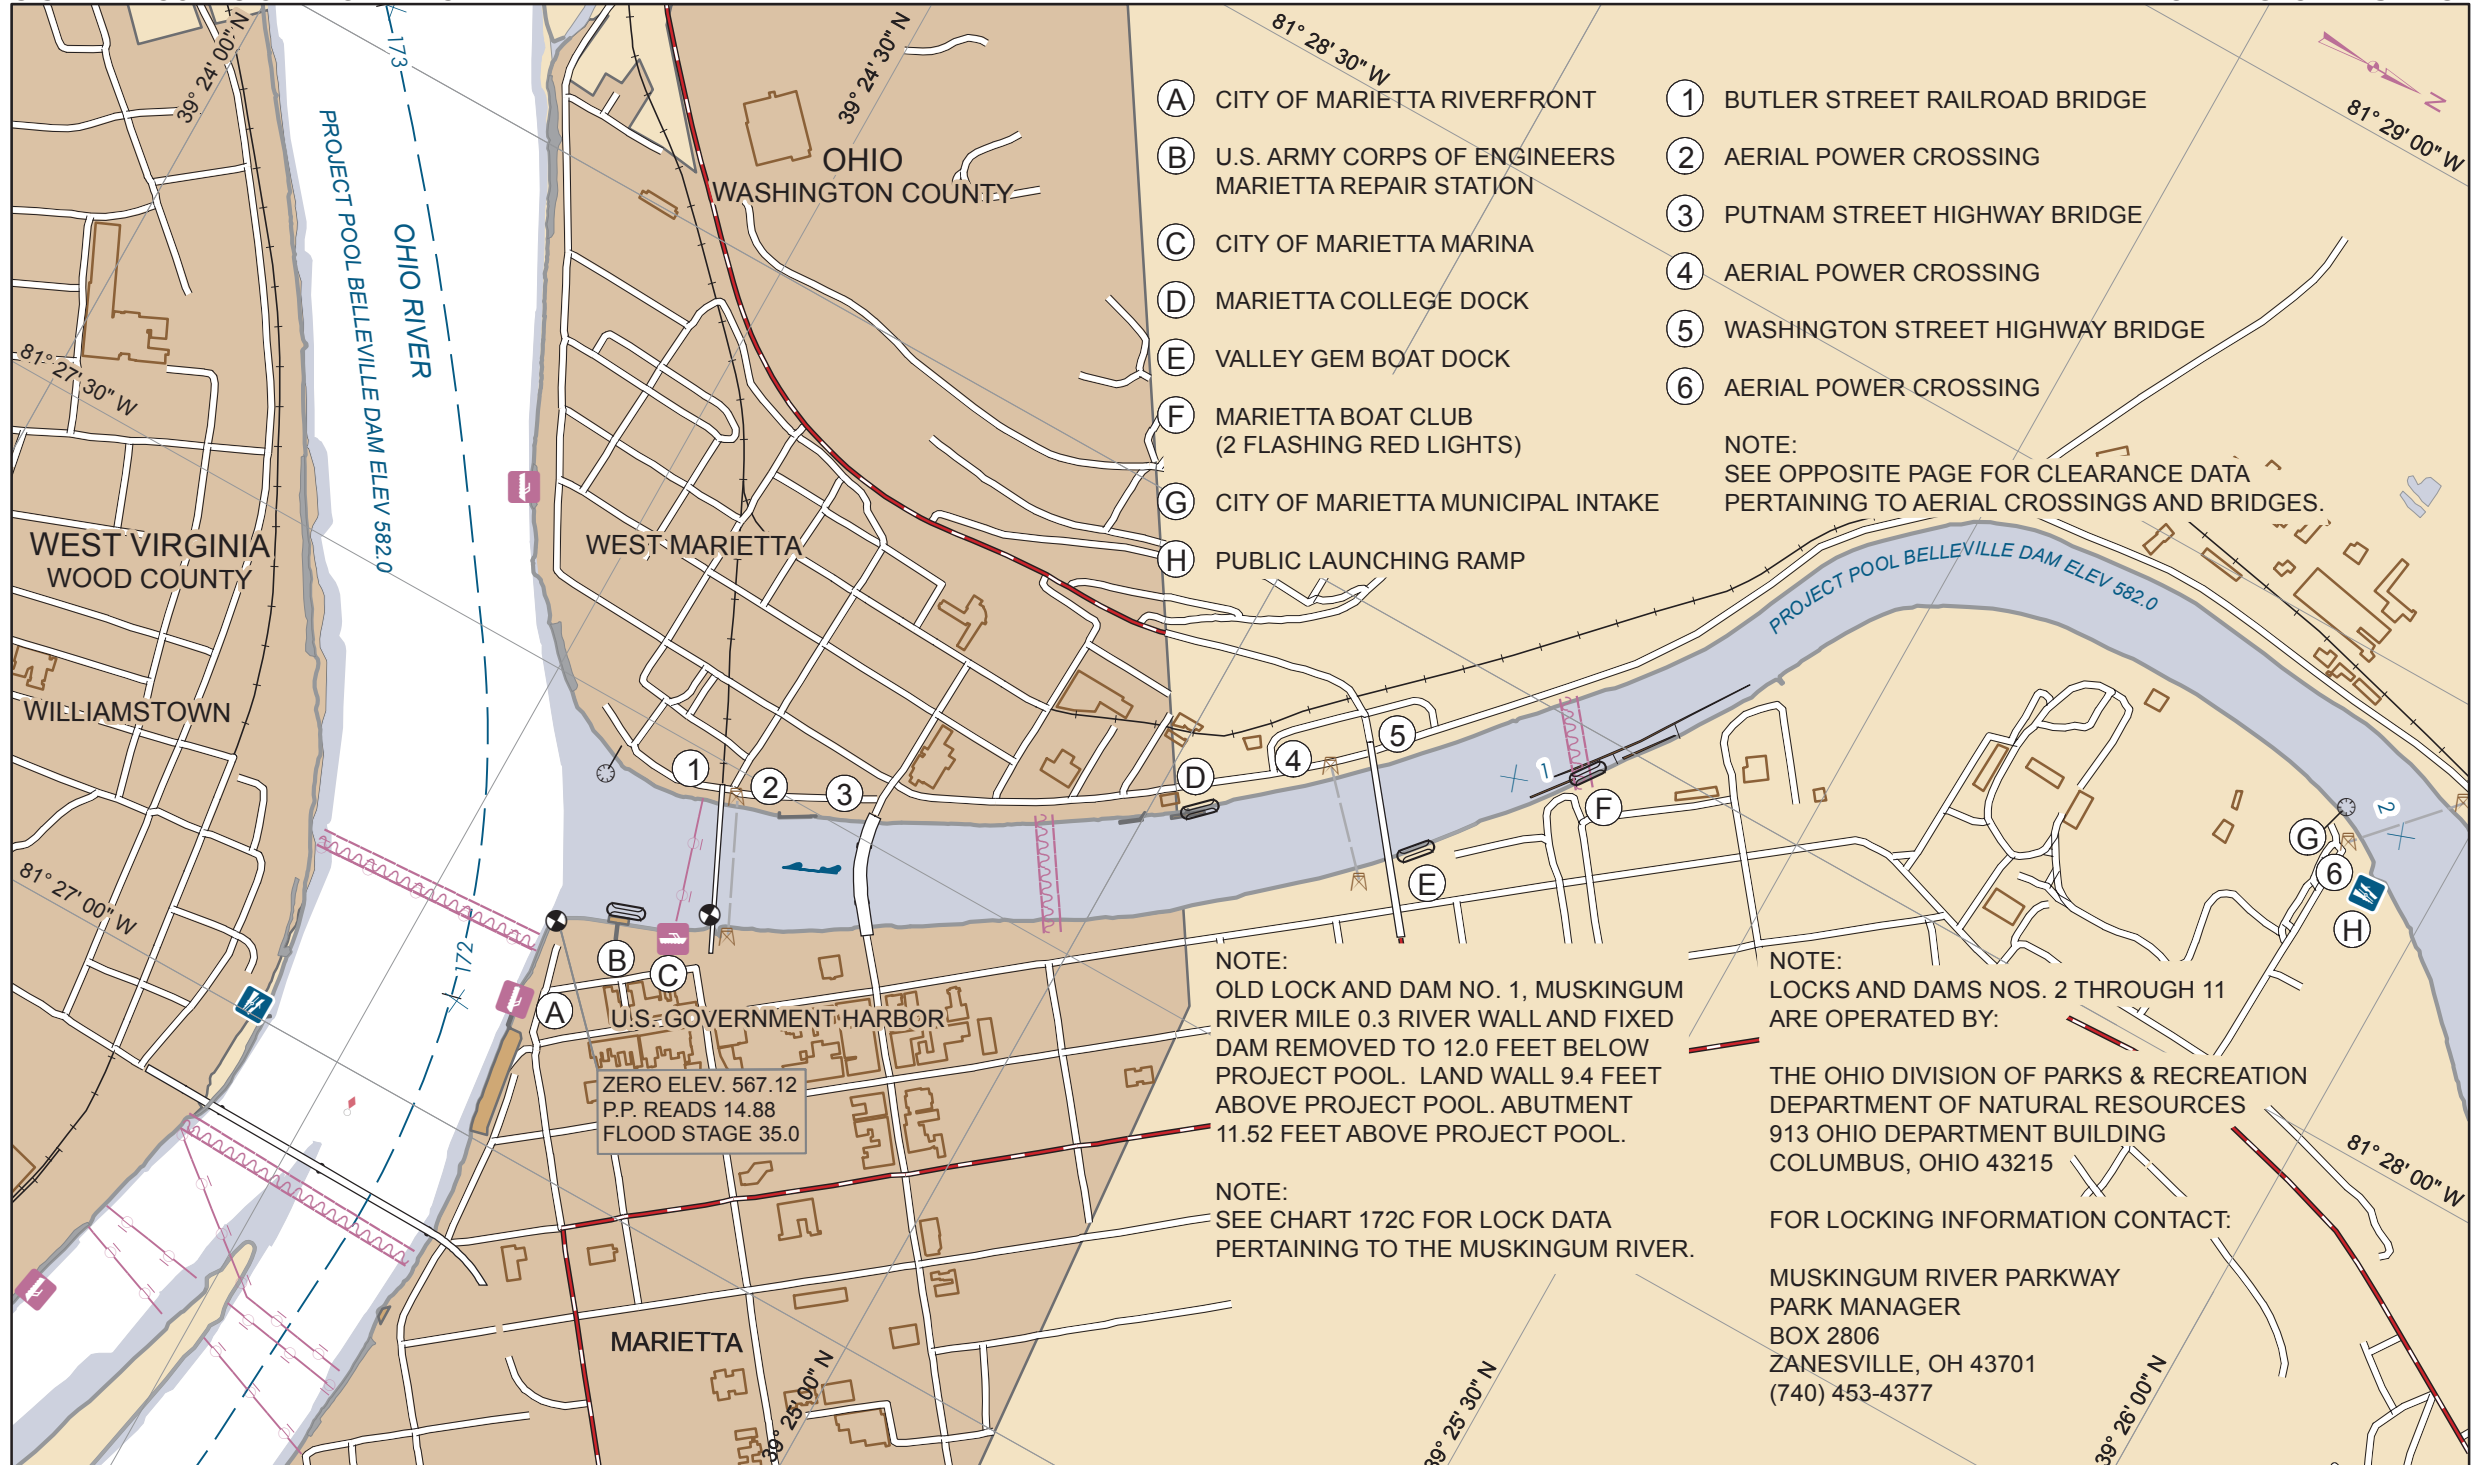 173
39° 24' 00" N
39° 24' 30" N
81° 28' 30" W
81° 29' 00" W
N
PROJECT POOL BELLEVILLE DAM ELEV 582.0
OHIO RIVER
OHIO
WASHINGTON COUNTY
A CITY OF MARIETTA RIVERFRONT
B U.S. ARMY CORPS OF ENGINEERS
MARIETTA REPAIR STATION
C CITY OF MARIETTA MARINA
D MARIETTA COLLEGE DOCK
E VALLEY GEM BOAT DOCK
F MARIETTA BOAT CLUB
(2 FLASHING RED LIGHTS)
G CITY OF MARIETTA MUNICIPAL INTAKE
H PUBLIC LAUNCHING RAMP
1 BUTLER STREET RAILROAD BRIDGE
2 AERIAL POWER CROSSING
3 PUTNAM STREET HIGHWAY BRIDGE
4 AERIAL POWER CROSSING
5 WASHINGTON STREET HIGHWAY BRIDGE
6 AERIAL POWER CROSSING
NOTE:
SEE OPPOSITE PAGE FOR CLEARANCE DATA
PERTAINING TO AERIAL CROSSINGS AND BRIDGES.
81° 27' 30" W
WEST VIRGINIA
WOOD COUNTY
WEST MARIETTA
PROJECT POOL BELLEVILLE DAM ELEV 582.0
WILLIAMSTOWN
1
2
3
D
4
5
1
F
E
2
G
6
H
81° 27' 00" W
172
A
B
C
U.S. GOVERNMENT HARBOR
ZERO ELEV. 567.12
P.P. READS 14.88
FLOOD STAGE 35.0
NOTE:
OLD LOCK AND DAM NO. 1, MUSKINGUM
RIVER MILE 0.3 RIVER WALL AND FIXED
DAM REMOVED TO 12.0 FEET BELOW
PROJECT POOL. LAND WALL 9.4 FEET
ABOVE PROJECT POOL. ABUTMENT
11.52 FEET ABOVE PROJECT POOL.
NOTE:
SEE CHART 172C FOR LOCK DATA
PERTAINING TO THE MUSKINGUM RIVER.
NOTE:
LOCKS AND DAMS NOS. 2 THROUGH 11
ARE OPERATED BY:
THE OHIO DIVISION OF PARKS & RECREATION
DEPARTMENT OF NATURAL RESOURCES
913 OHIO DEPARTMENT BUILDING
COLUMBUS, OHIO 43215
FOR LOCKING INFORMATION CONTACT:
MUSKINGUM RIVER PARKWAY
PARK MANAGER
BOX 2806
ZANESVILLE, OH 43701
(740) 453-4377
81° 28' 00" W
MARIETTA
39° 25' 00" N
39° 25' 30" N
39° 26' 00" N